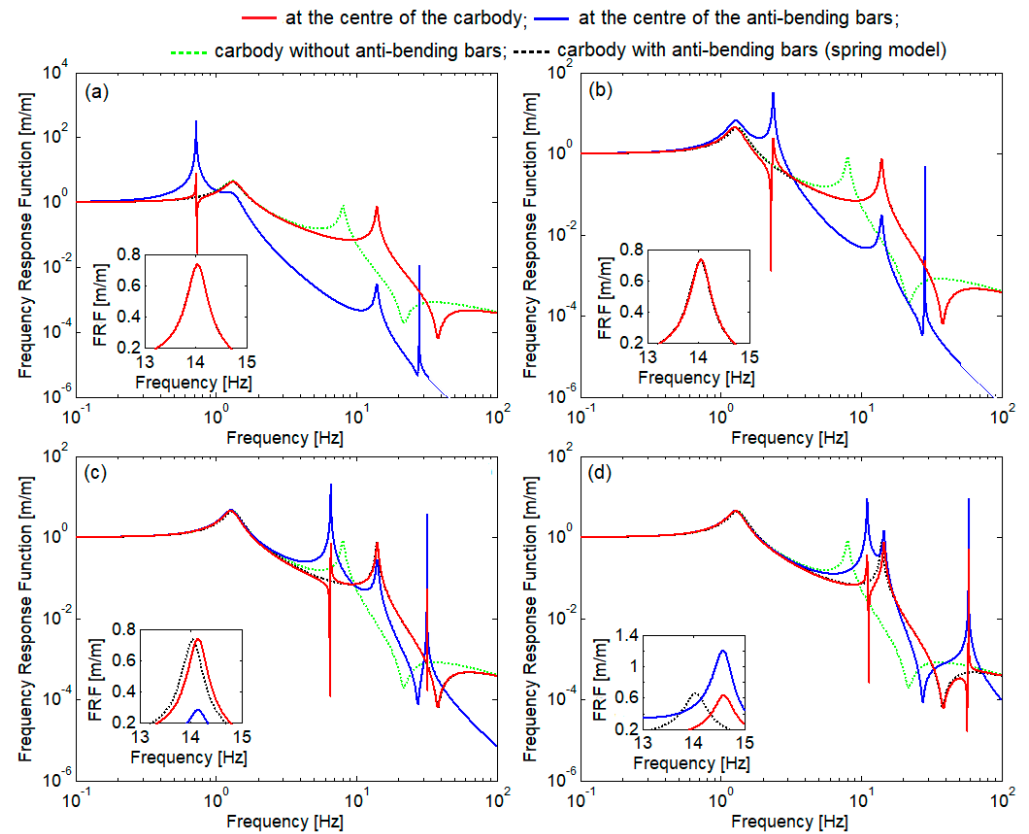 at the centre of the carbody; at the centre of the anti-bending bars;
carbody without anti-bending bars; carbody with anti-bending bars (spring model)
(a)
Frequency Response Function [m/m]
10^4
10^2
10^0
10^-2
10^-4
10^-6
10^-1 10^0 10^1 10^2
Frequency [Hz]
FRF [m/m]
0.8
0.6
0.4
0.2
13 14 15
Frequency [Hz]
(b)
Frequency Response Function [m/m]
10^2
10^0
10^-2
10^-4
10^-6
10^-1 10^0 10^1 10^2
Frequency [Hz]
FRF [m/m]
0.8
0.6
0.4
0.2
13 14 15
Frequency [Hz]
(c)
Frequency Response Function [m/m]
10^2
10^0
10^-2
10^-4
10^-6
10^-1 10^0 10^1 10^2
Frequency [Hz]
FRF [m/m]
0.8
0.6
0.4
0.2
13 14 15
Frequency [Hz]
(d)
Frequency Response Function [m/m]
10^2
10^0
10^-2
10^-4
10^-6
10^-1 10^0 10^1 10^2
Frequency [Hz]
FRF [m/m]
1.4
1
0.6
0.2
13 14 15
Frequency [Hz]